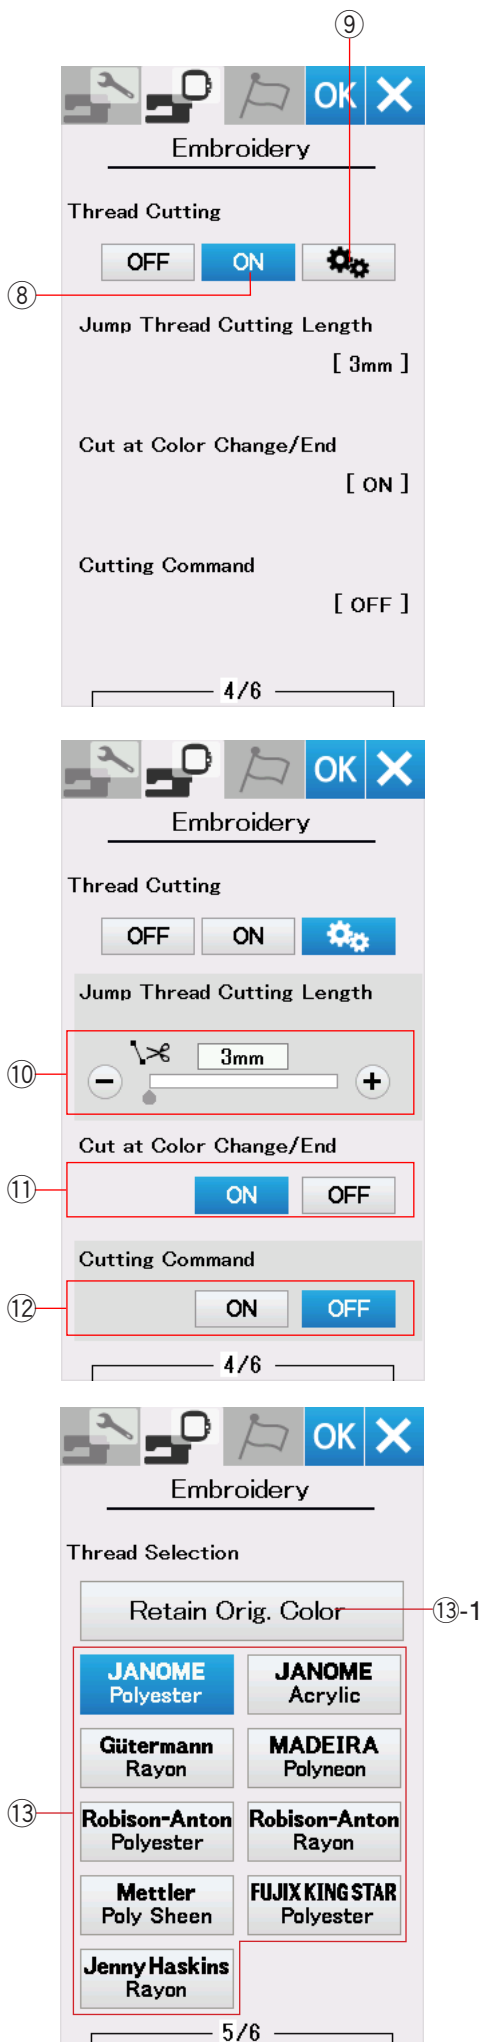 ⑨
OK
Embroidery
Thread Cutting
OFF ON
⑧
Jump Thread Cutting Length
[ 3mm ]
Cut at Color Change/End
[ ON ]
Cutting Command
[ OFF ]
4/6
OK
Embroidery
Thread Cutting
OFF ON
Jump Thread Cutting Length
3mm
⑩
Cut at Color Change/End
⑪ ON OFF
Cutting Command
⑫ ON OFF
4/6
OK
Embroidery
Thread Selection
Retain Orig. Color ⑬-1
JANOME JANOME
Polyester Acrylic
Gütermann MADEIRA
Rayon Polyneon
⑬ Robison-Anton Robison-Anton
Polyester Rayon
Mettler FUJIX KING STAR
Poly Sheen Polyester
Jenny Haskins
Rayon
5/6